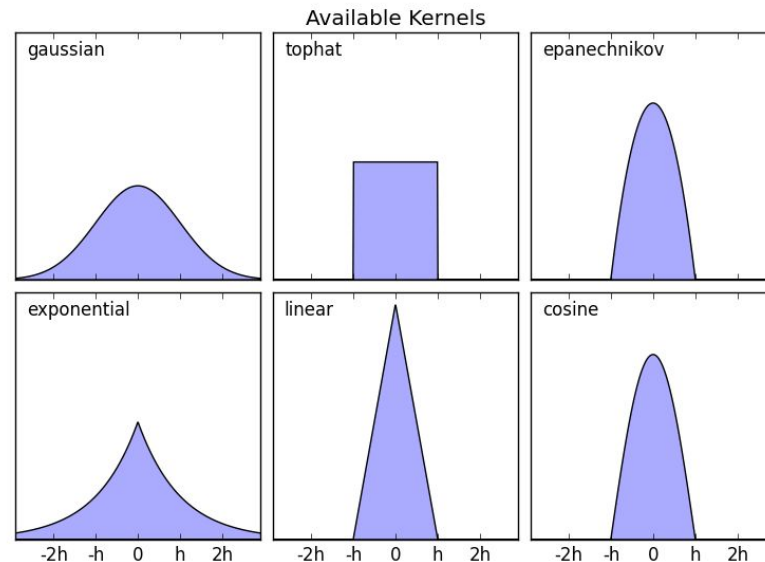 Available Kernels
gaussian
tophat
epanechnikov
exponential
linear
cosine
-2h -h 0 h 2h
-2h -h 0 h 2h
-2h -h 0 h 2h